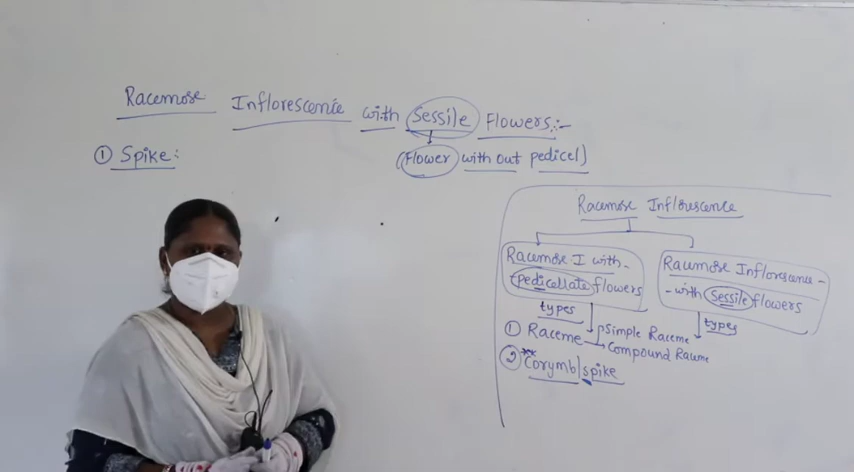 Racemose Inflorescence with Sessile Flowers:-
① Spike:
(Flower with out pedicel)
Racemose Inflorescence
Racemose I with-
pedicellate flowers
types
① Raceme
Simple Raceme
Compound Raceme
② **Corymb/spike
Racemose Inflorescence-
-with Sessile flowers
types